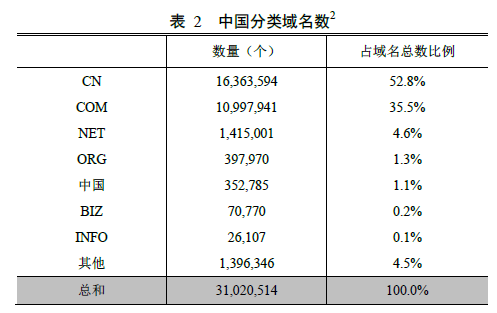 表 2 中国分类域名数2
数量（个） 占域名总数比例
CN 16,363,594 52.8%
COM 10,997,941 35.5%
NET 1,415,001 4.6%
ORG 397,970 1.3%
中国 352,785 1.1%
BIZ 70,770 0.2%
INFO 26,107 0.1%
其他 1,396,346 4.5%
总和 31,020,514 100.0%